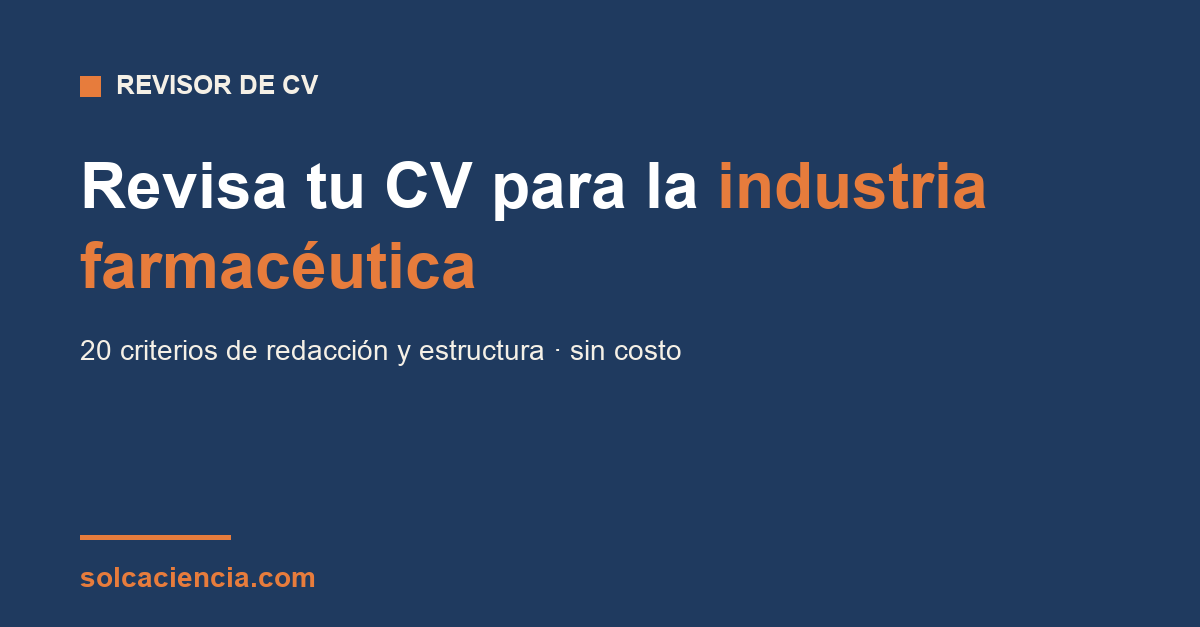 REVISOR DE CV
Revisa tu CV para la industria
farmacéutica
20 criterios de redacción y estructura · sin costo
solcaciencia.com